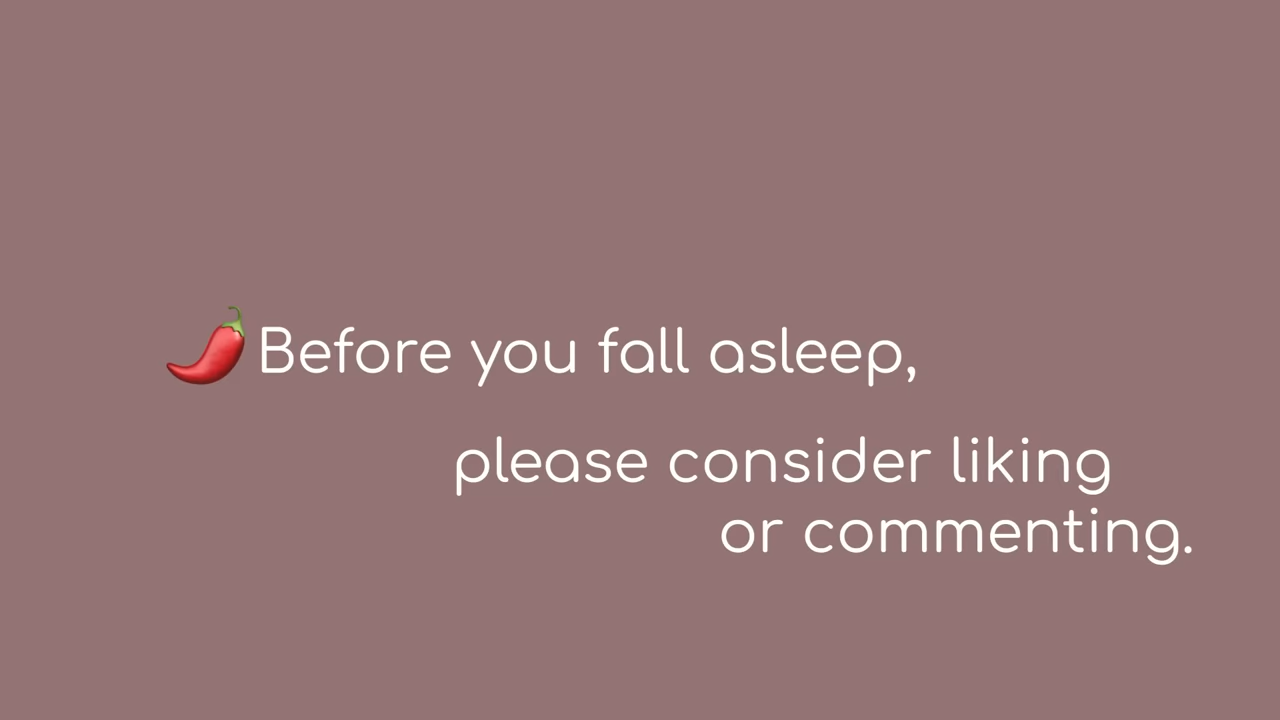 🌶️Before you fall asleep,
please consider liking
or commenting.